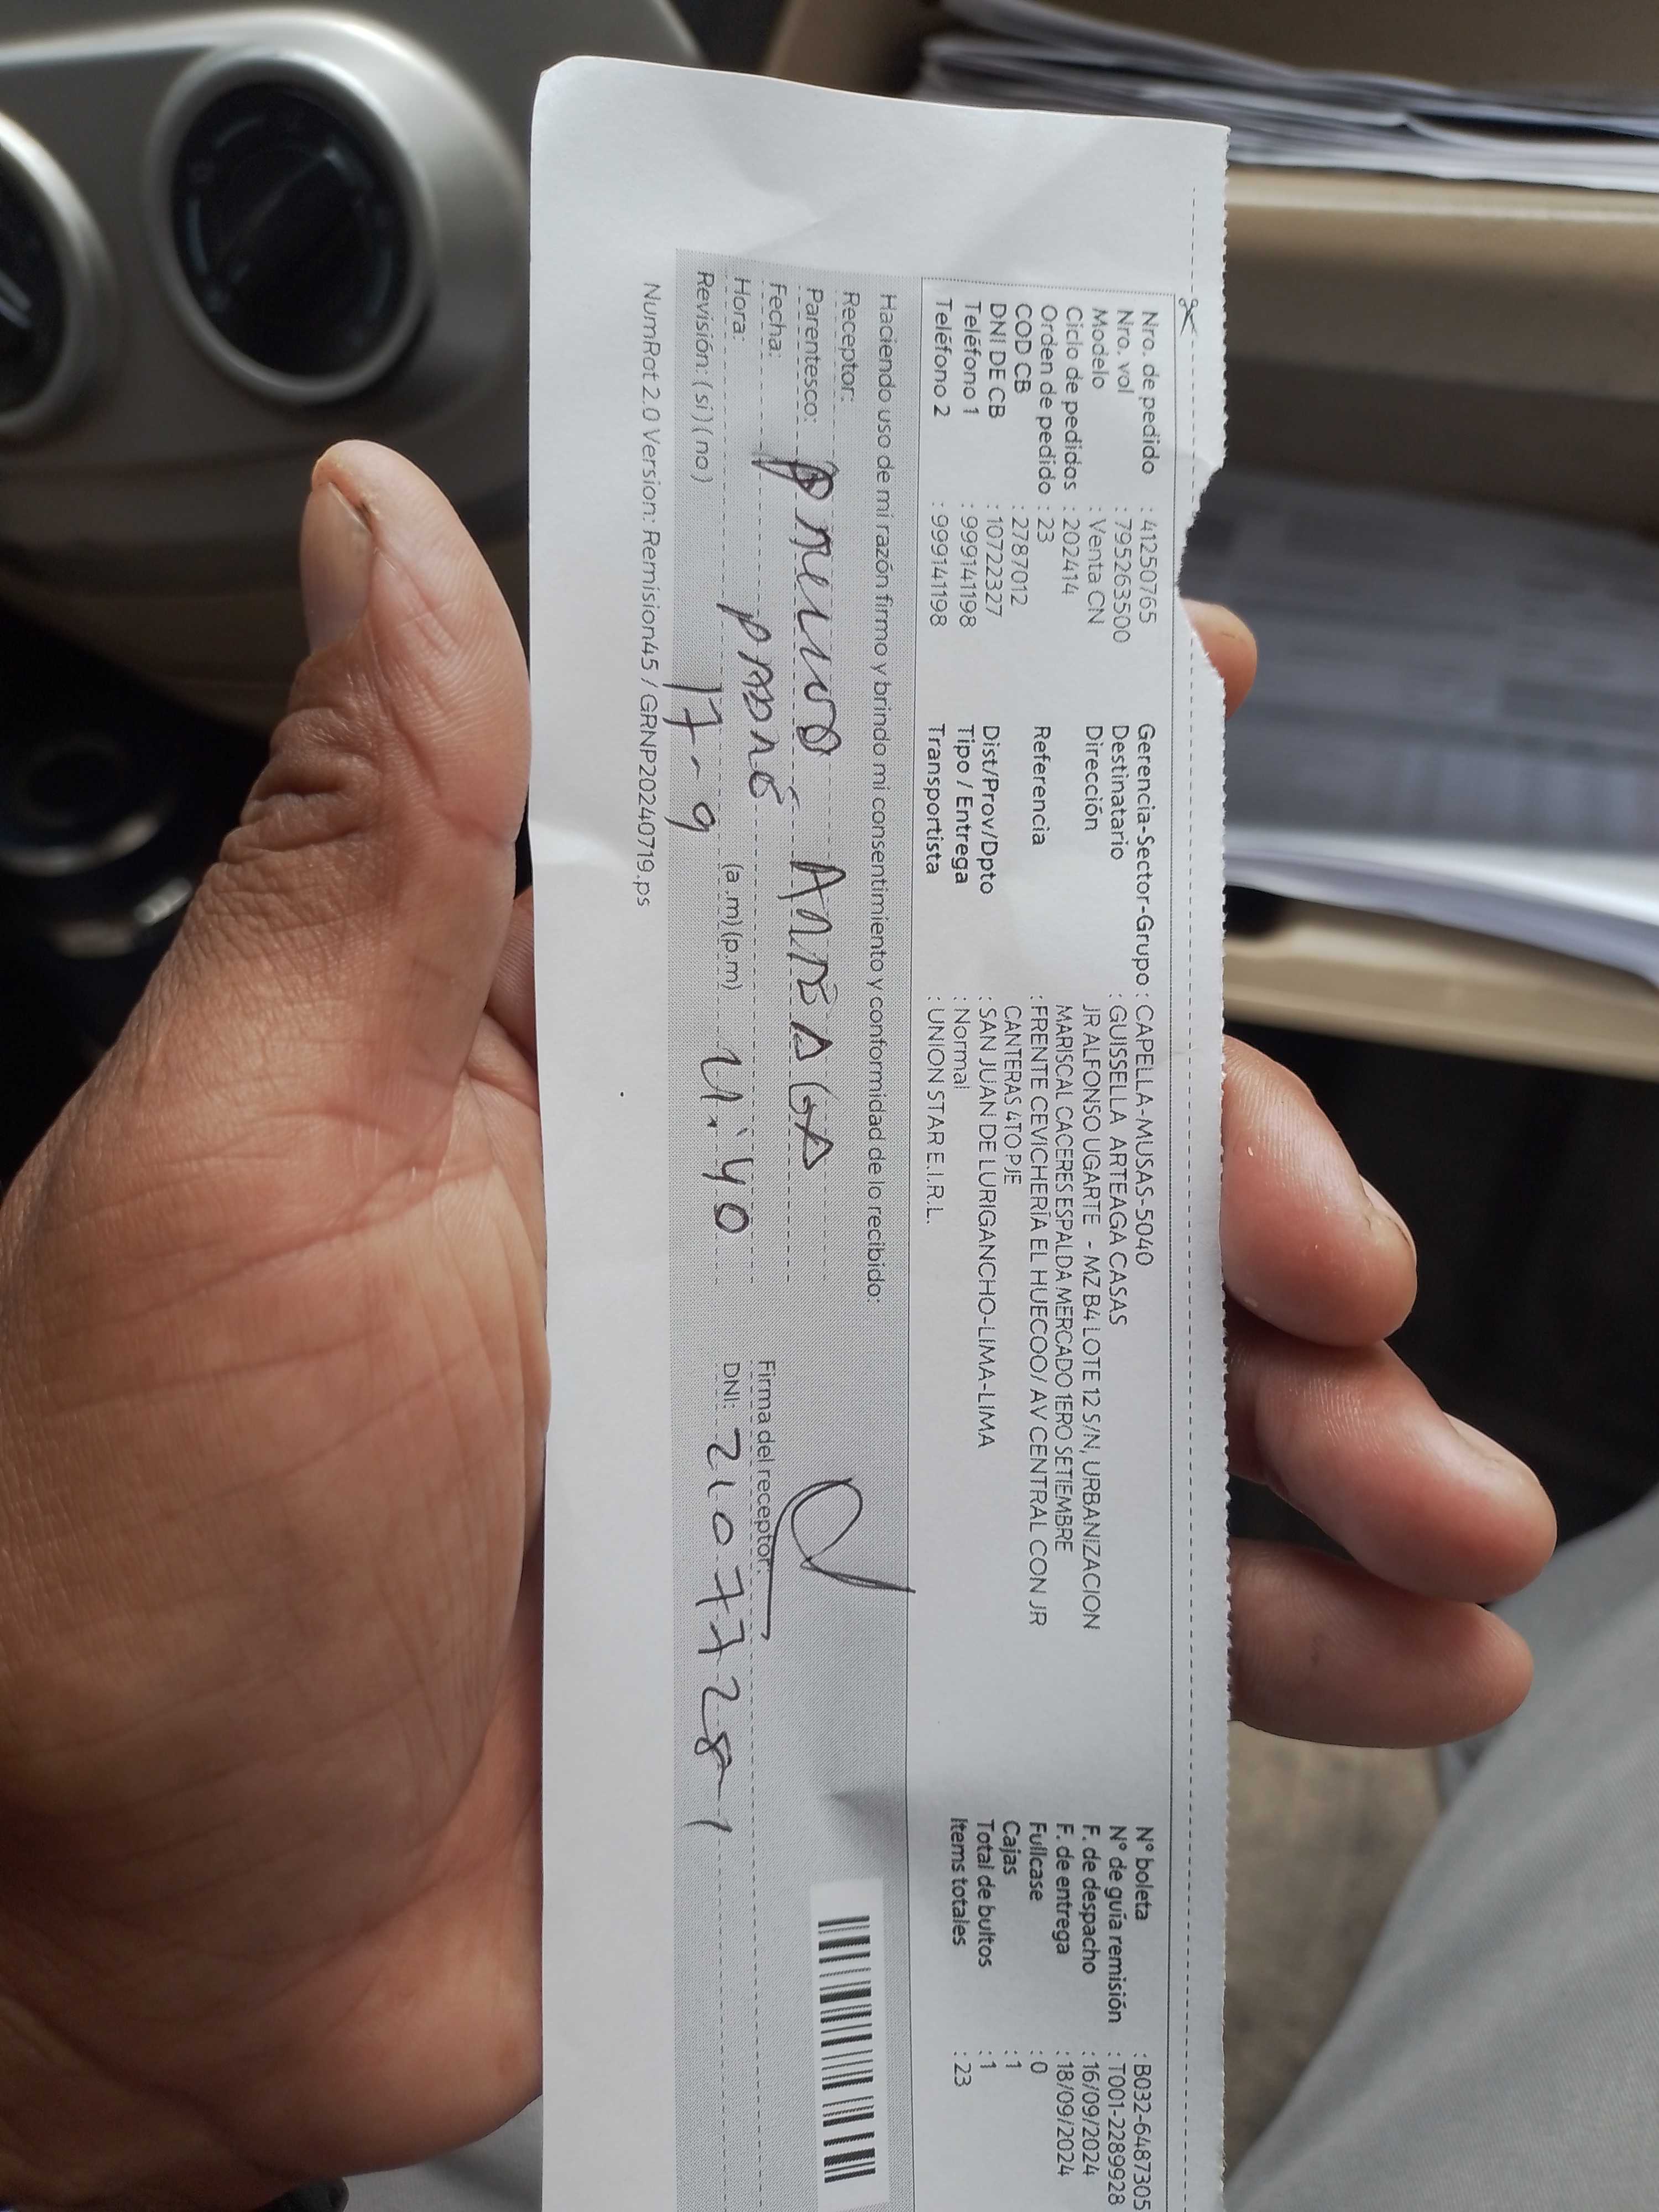 Nro. de pedido : 41250765
Nro. vol : 795263500
Modelo : Venta CN
Ciclo de pedidos : 202414
Orden de pedido : 23
COD CB : 2787012
DNI DE CB : 10722327
Teléfono 1 : 999141198
Teléfono 2 : 999141198
Gerencia-Sector-Grupo : CAPELLA-MUSAS-5040
Destinatario : GUISSELLA ARTEAGA CASAS
Dirección JR ALFONSO UGARTE - MZ B4 LOTE 12 S/N, URBANIZACION
MARISCAL CACERES ESPALDA MERCADO 1ERO SETIEMBRE
Referencia : FRENTE CEVICHERIA EL HUECOO/ AV CENTRAL CON JR
CANTERAS 4TO PJE
Dist/Prov/Dpto : SAN JUAN DE LURIGANCHO-LIMA-LIMA
Tipo / Entrega : Normal
Transportista : UNION STAR E.I.R.L.
N° boleta : B032-6487305
N° de guía remisión : T001-2289928
F. de despacho : 16/09/2024
F. de entrega : 18/09/2024
Fullcase : 0
Cajas : 1
Total de bultos : 1
Items totales : 23
Haciendo uso de mi razón firmo y brindo mi consentimiento y conformidad de lo recibido:
Receptor:
Parentesco:
Fecha: 17-9
Hora: (a.m) (p.m) 4:40
Revisión: ( si ) ( no )
Firma del receptor:
DNI: 21077281
NumRot 2.0 Version: Remision45 / GRNP20240719.ps